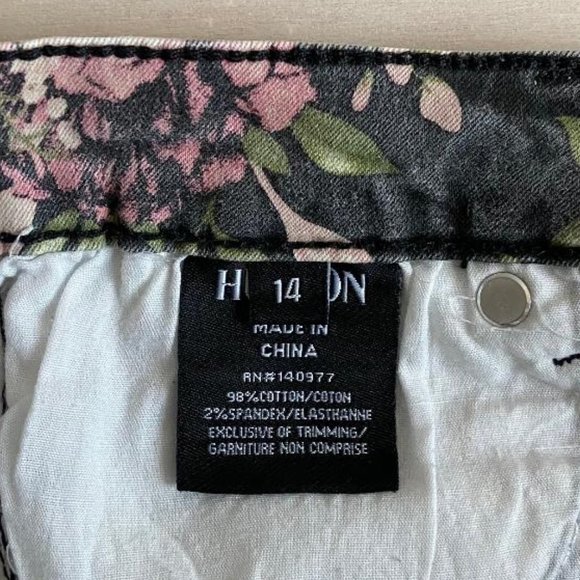 H 14 ON
MADE IN
CHINA
RN#140977
98%COTTON/COTON
2%SPANDEX/ELASTHANNE
EXCLUSIVE OF TRIMMING/
GARNITURE NON COMPRISE